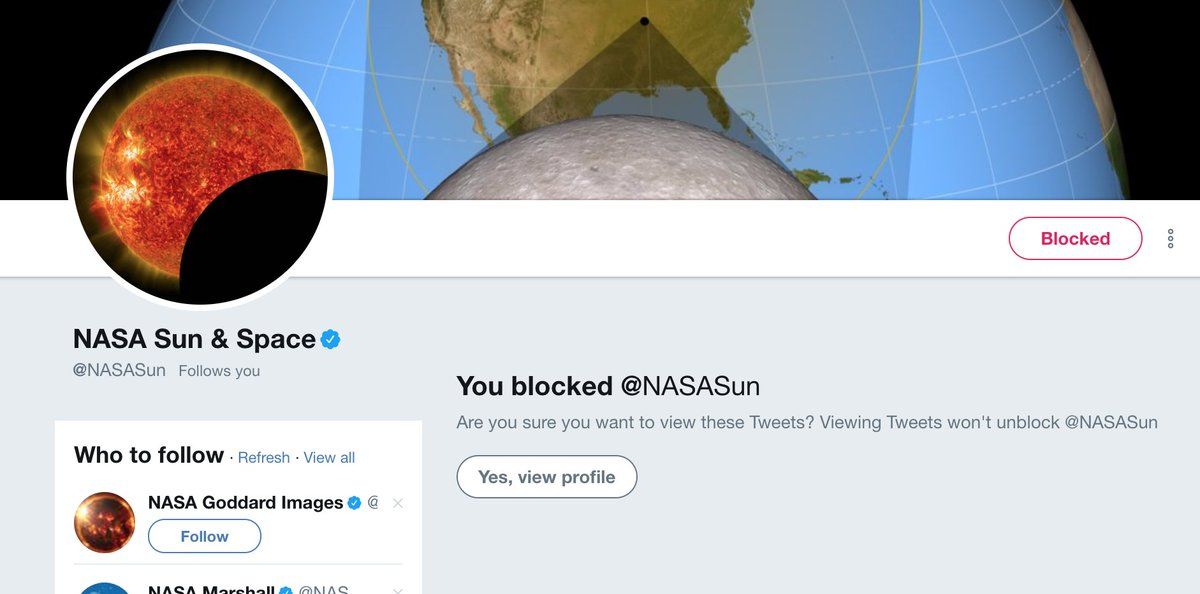 Blocked
NASA Sun & Space
@NASASun Follows you
You blocked @NASASun
Are you sure you want to view these Tweets? Viewing Tweets won't unblock @NASASun
Yes, view profile
Who to follow · Refresh · View all
NASA Goddard Images @
Follow
NASA Marshall @NAS